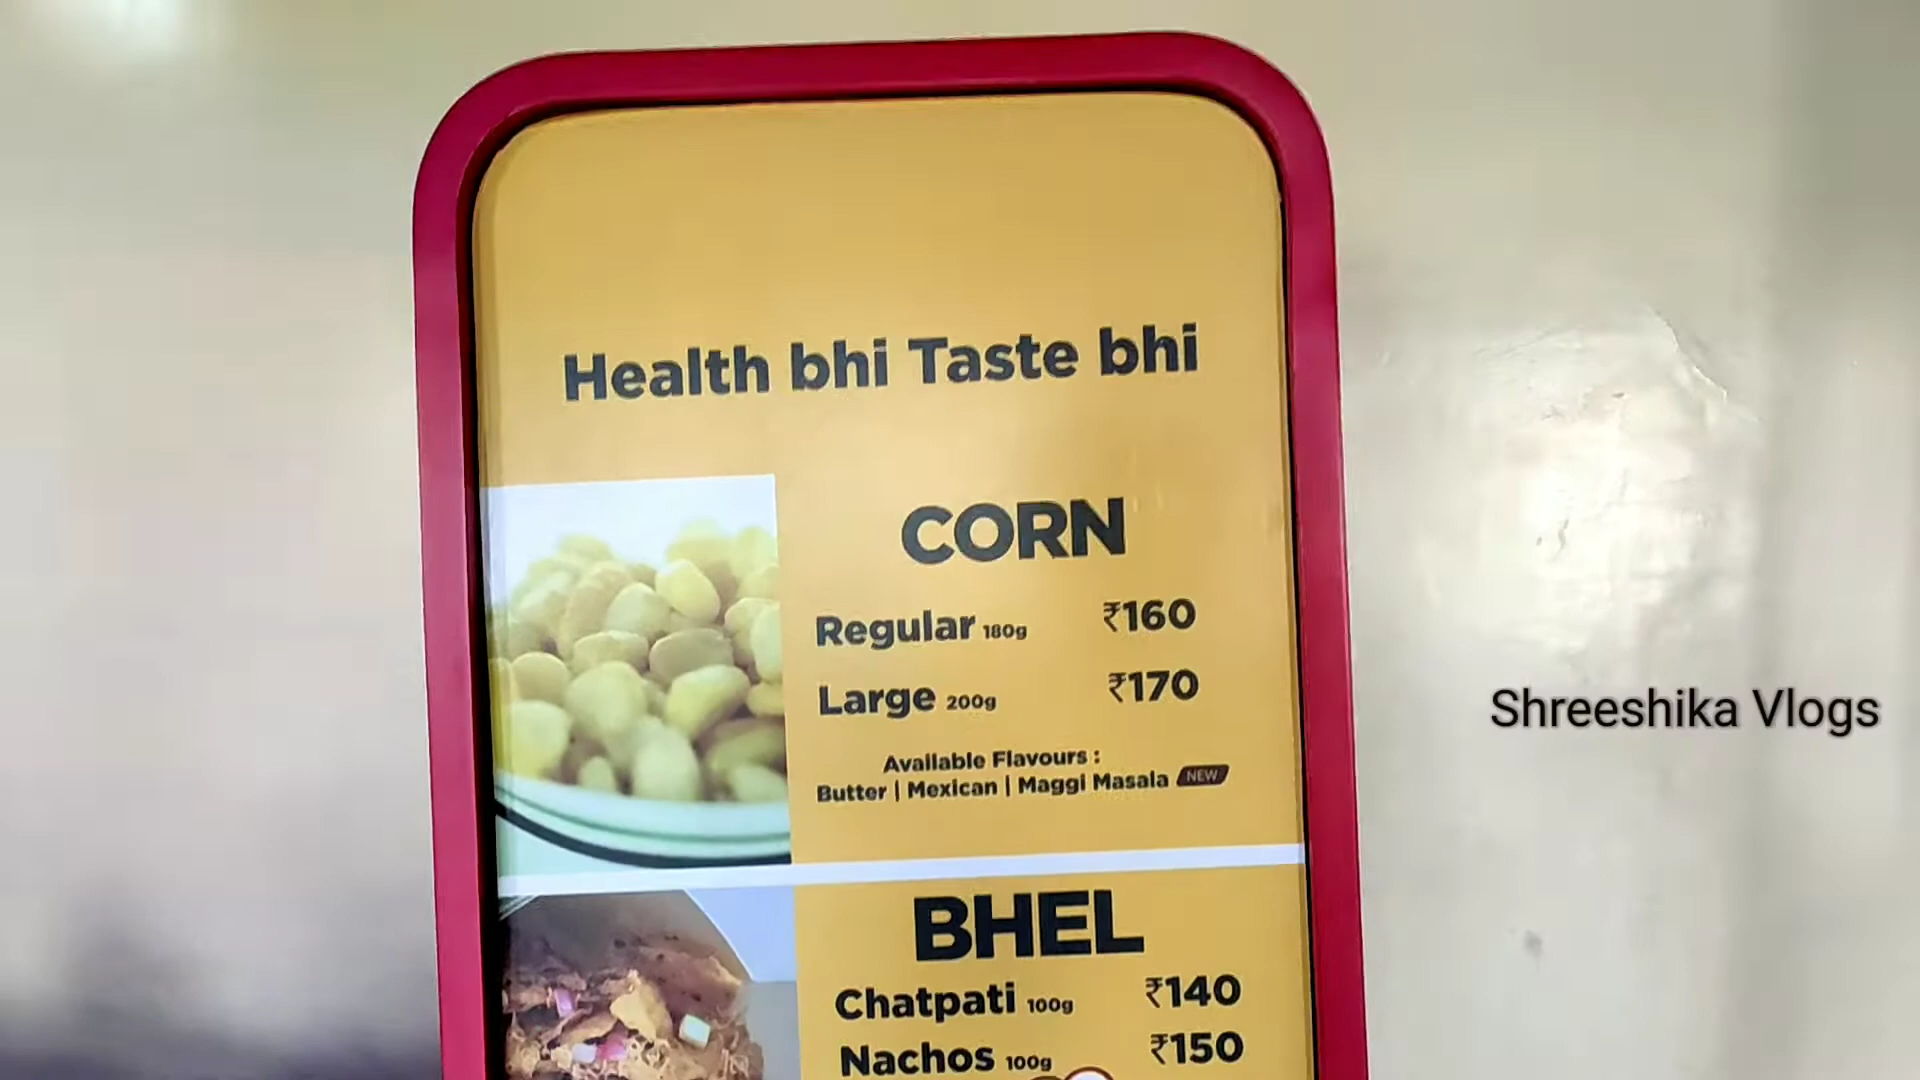 Health bhi Taste bhi
CORN
Regular 180g ₹160
Large 200g ₹170
Available Flavours :
Butter | Mexican | Maggi Masala NEW
BHEL
Chatpati 100g ₹140
Nachos 100g ₹150
Shreeshika Vlogs